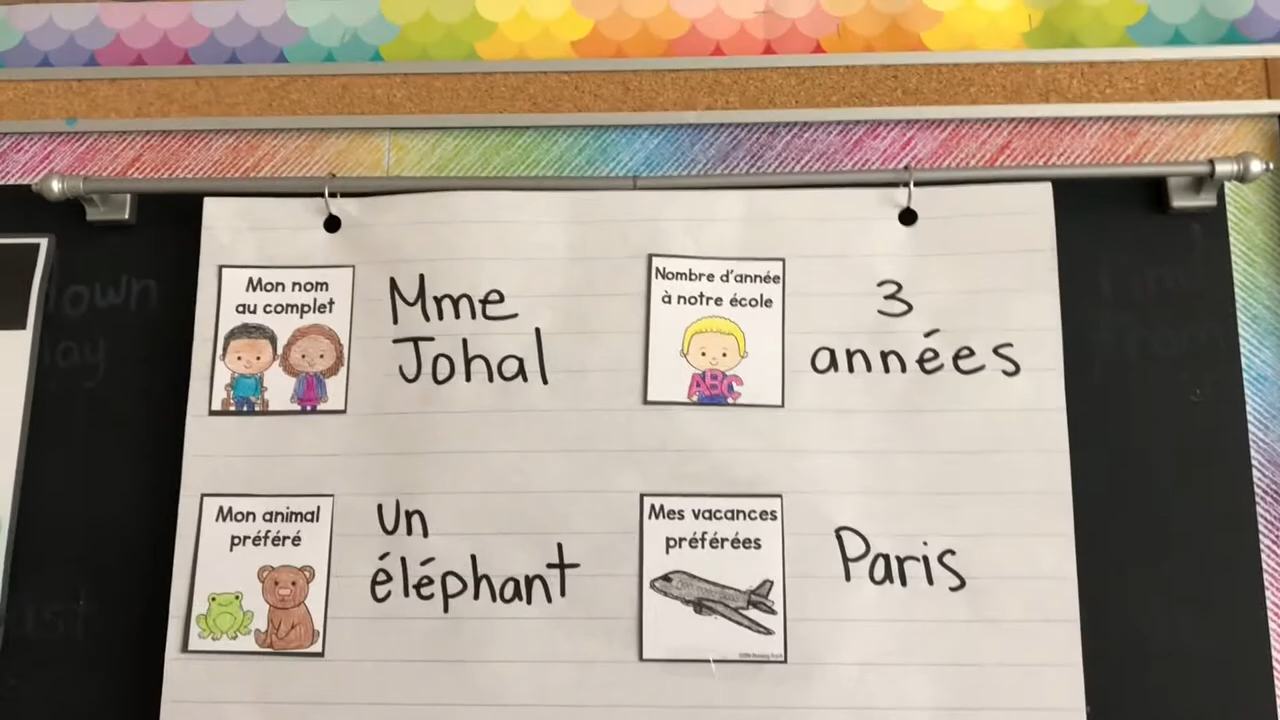 Mon nom
au complet
Mme
Johal
Nombre d'année
à notre école
ABC
3
années
Mon animal
préféré
un
éléphant
Mes vacances
préférées
Paris